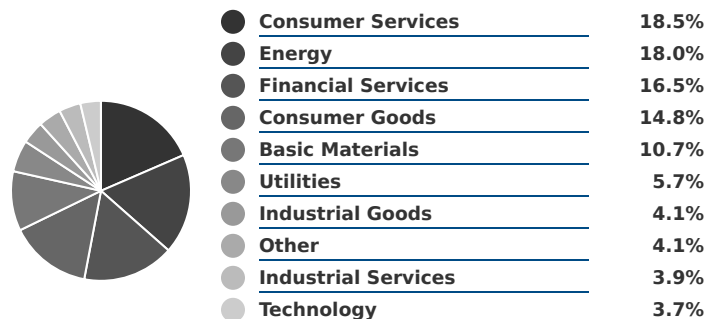 Consumer Services 18.5%
Energy 18.0%
Financial Services 16.5%
Consumer Goods 14.8%
Basic Materials 10.7%
Utilities 5.7%
Industrial Goods 4.1%
Other 4.1%
Industrial Services 3.9%
Technology 3.7%